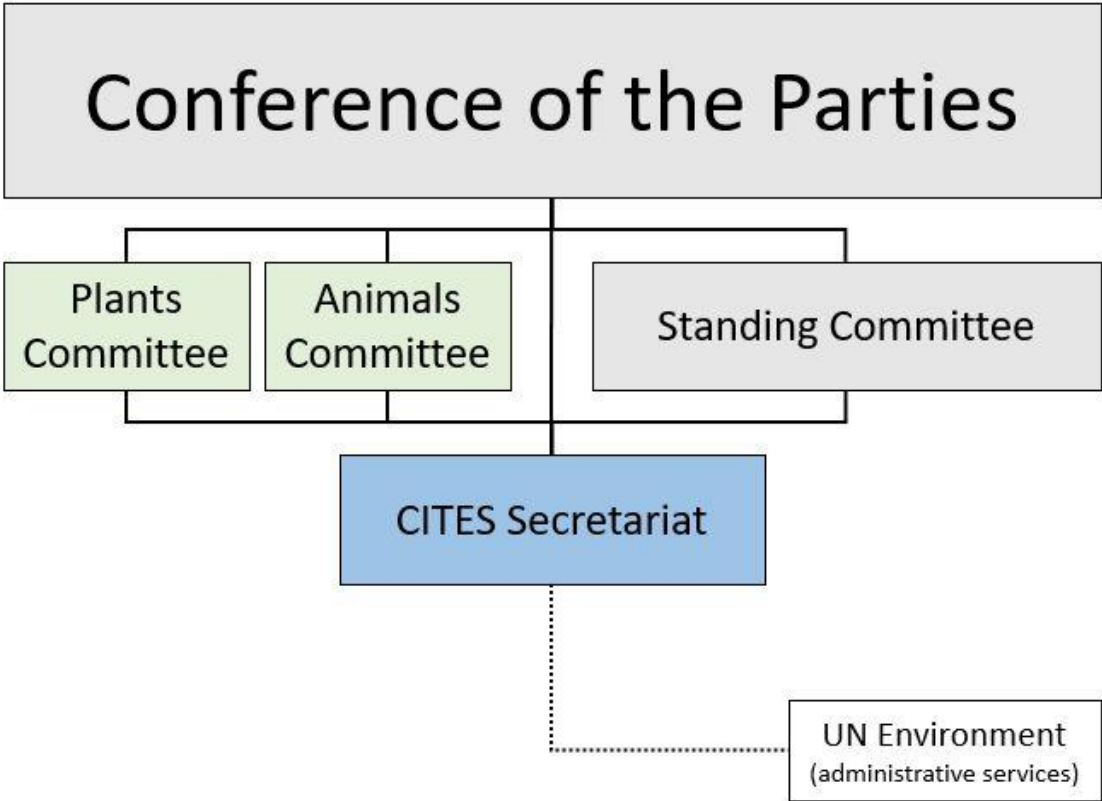 Conference of the Parties
Plants
Committee
Animals
Committee
Standing Committee
CITES Secretariat
UN Environment
(administrative services)